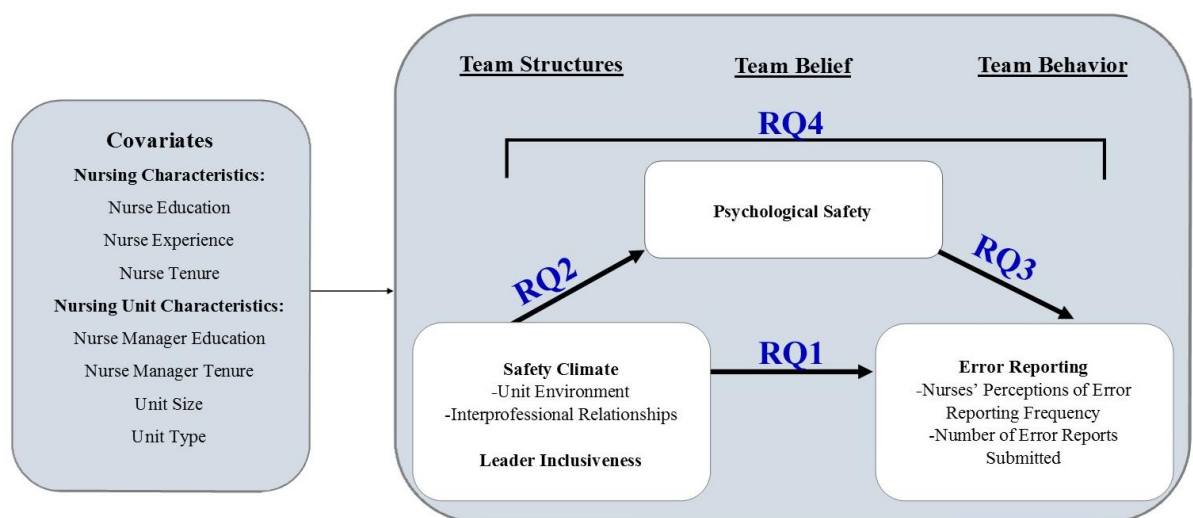 Covariates
Nursing Characteristics:
Nurse Education
Nurse Experience
Nurse Tenure
Nursing Unit Characteristics:
Nurse Manager Education
Nurse Manager Tenure
Unit Size
Unit Type
Team Structures
Team Belief
Team Behavior
RQ4
Psychological Safety
RQ2
RQ3
Safety Climate
-Unit Environment
-Interprofessional Relationships
Leader Inclusiveness
RQ1
Error Reporting
-Nurses' Perceptions of Error
Reporting Frequency
-Number of Error Reports
Submitted